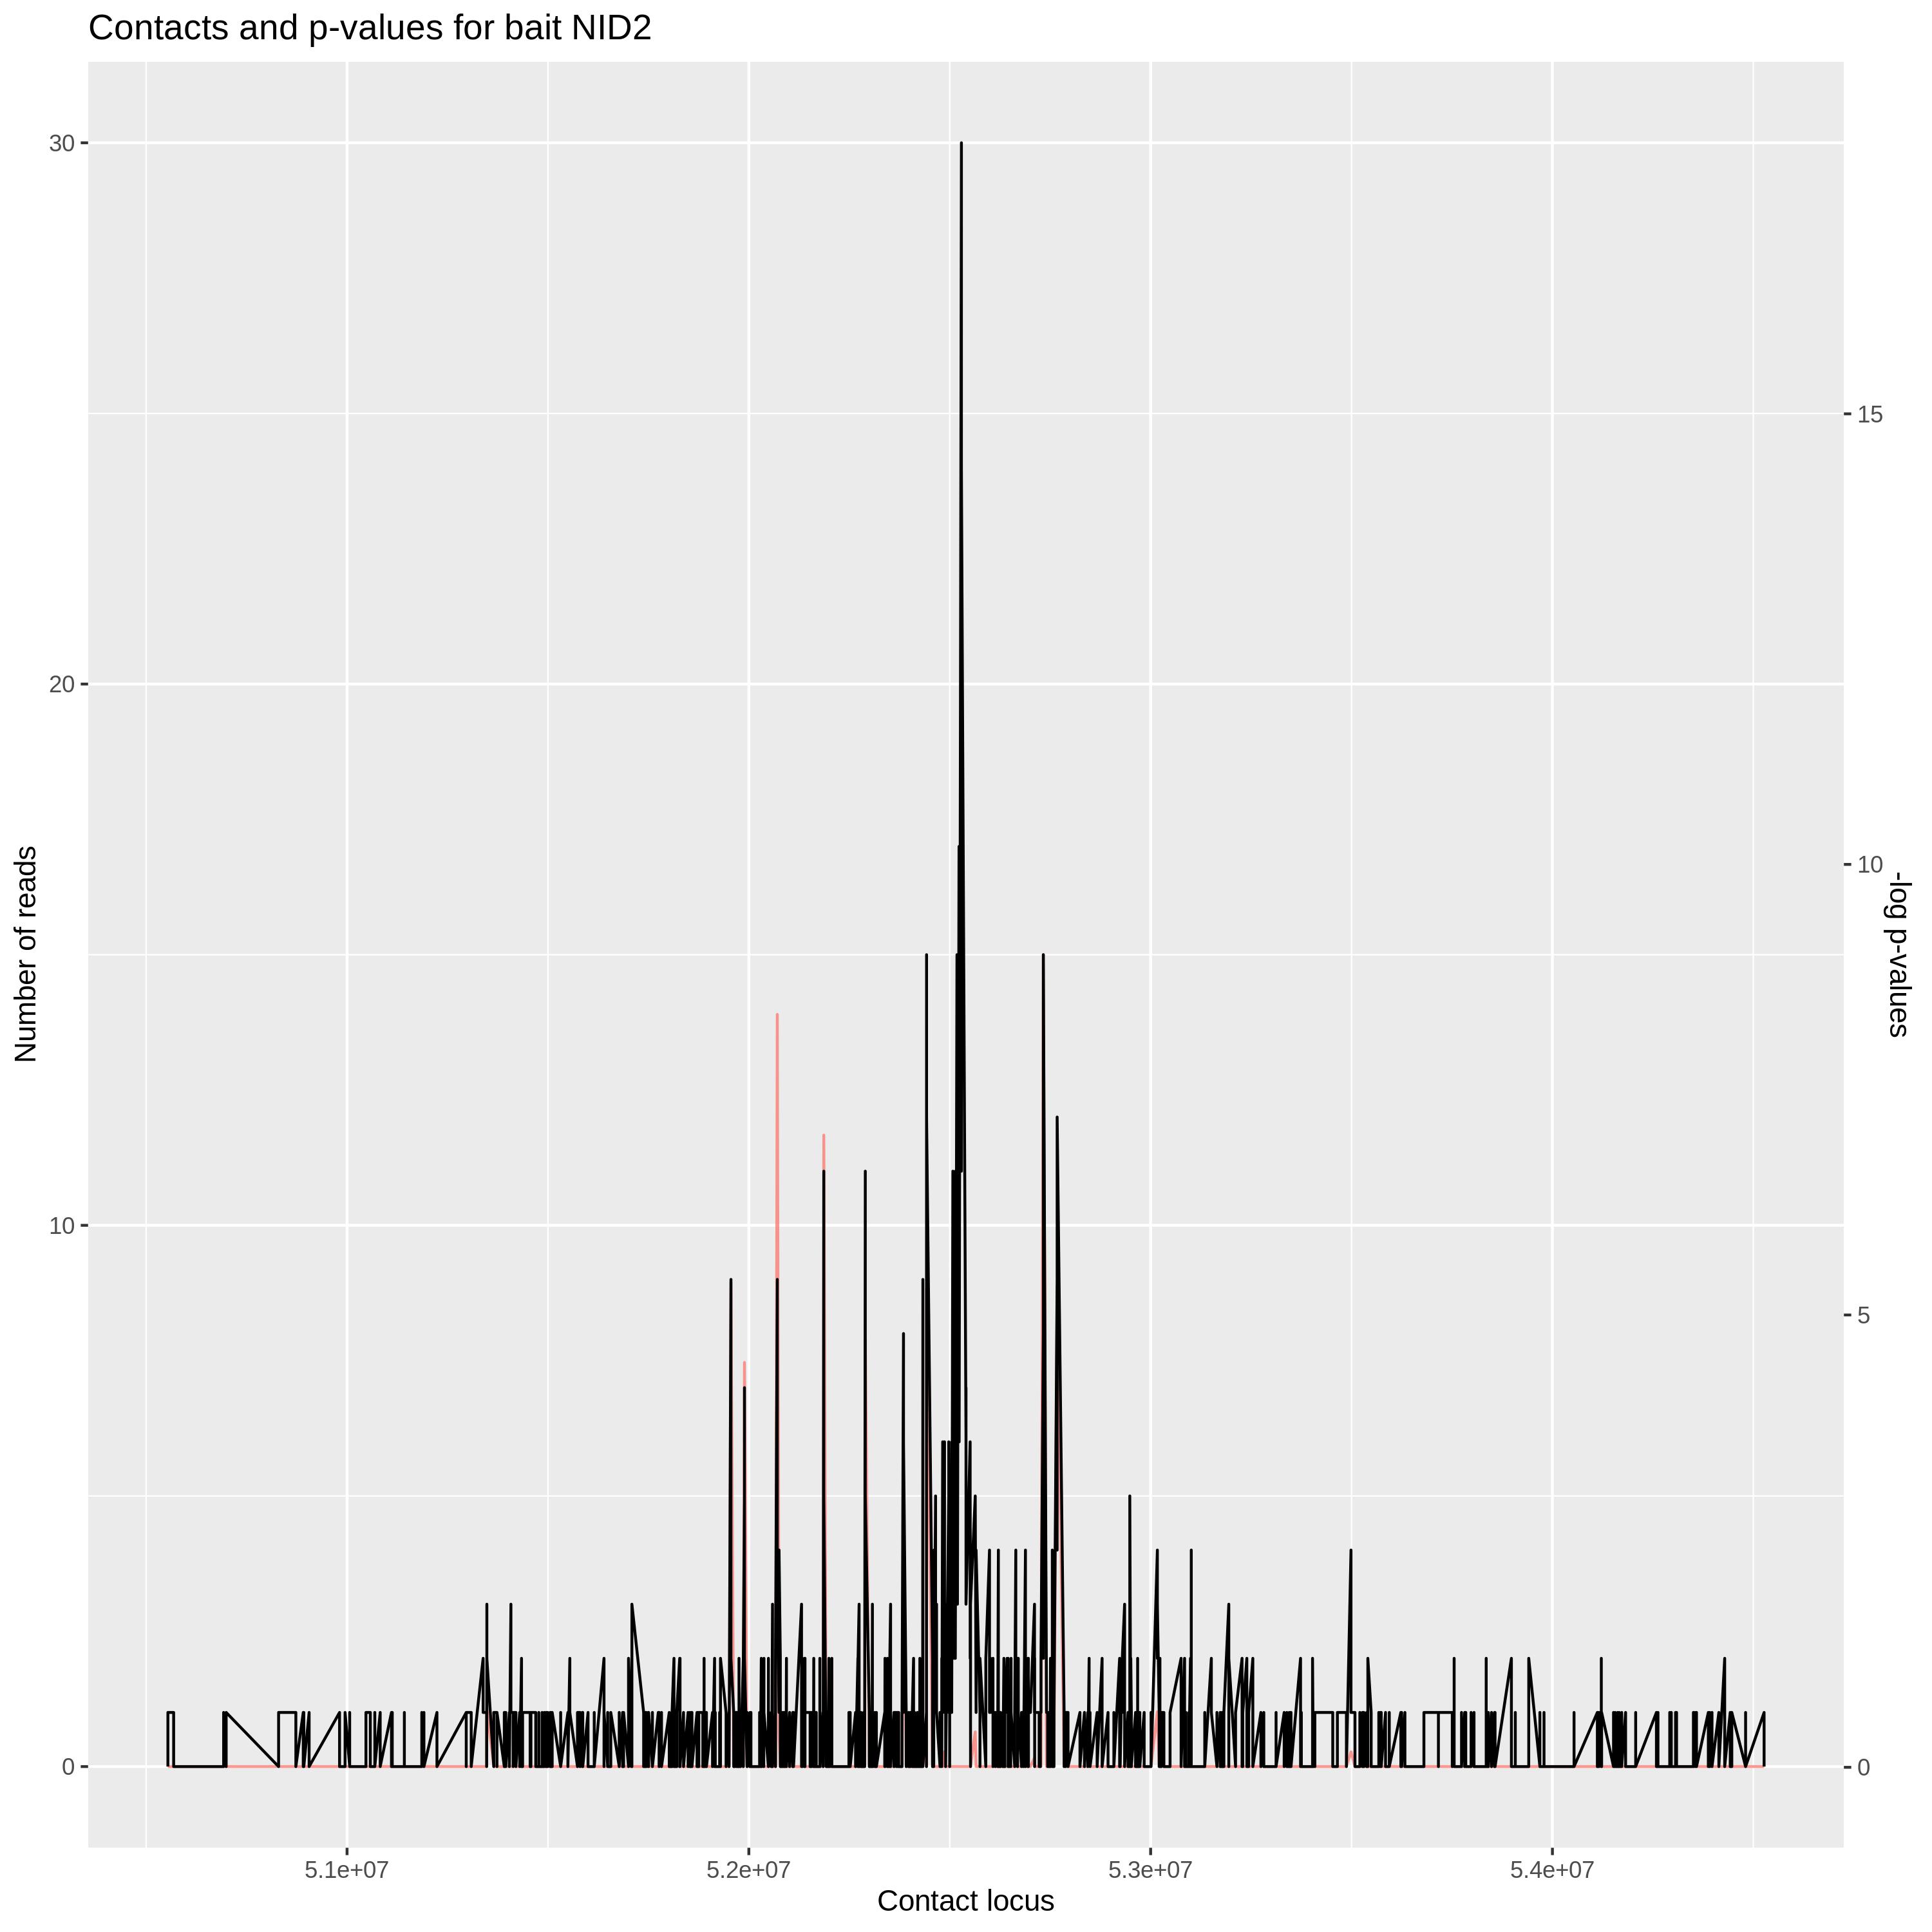 Contacts and p-values for bait NID2
30
20
10
0
Number of reads
15
10
5
0
-log p-values
5.1e+07
5.2e+07
5.3e+07
5.4e+07
Contact locus